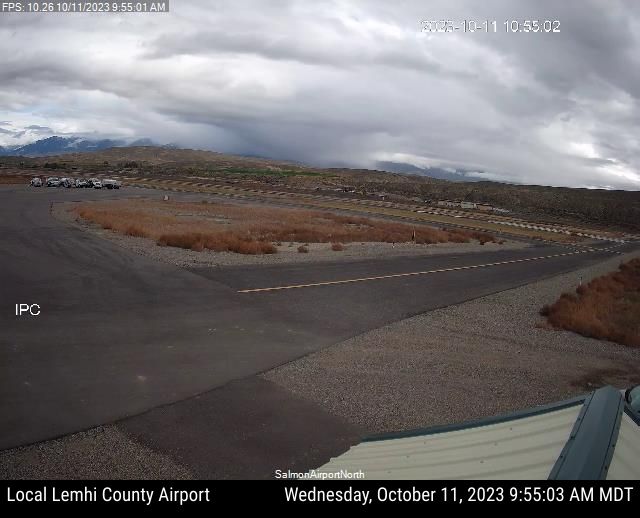 FPS: 10.26 10/11/2023 9:55:01 AM
2023-10-11 10:55:02
IPC
SalmonAirportNorth
Local Lemhi County Airport Wednesday, October 11, 2023 9:55:03 AM MDT